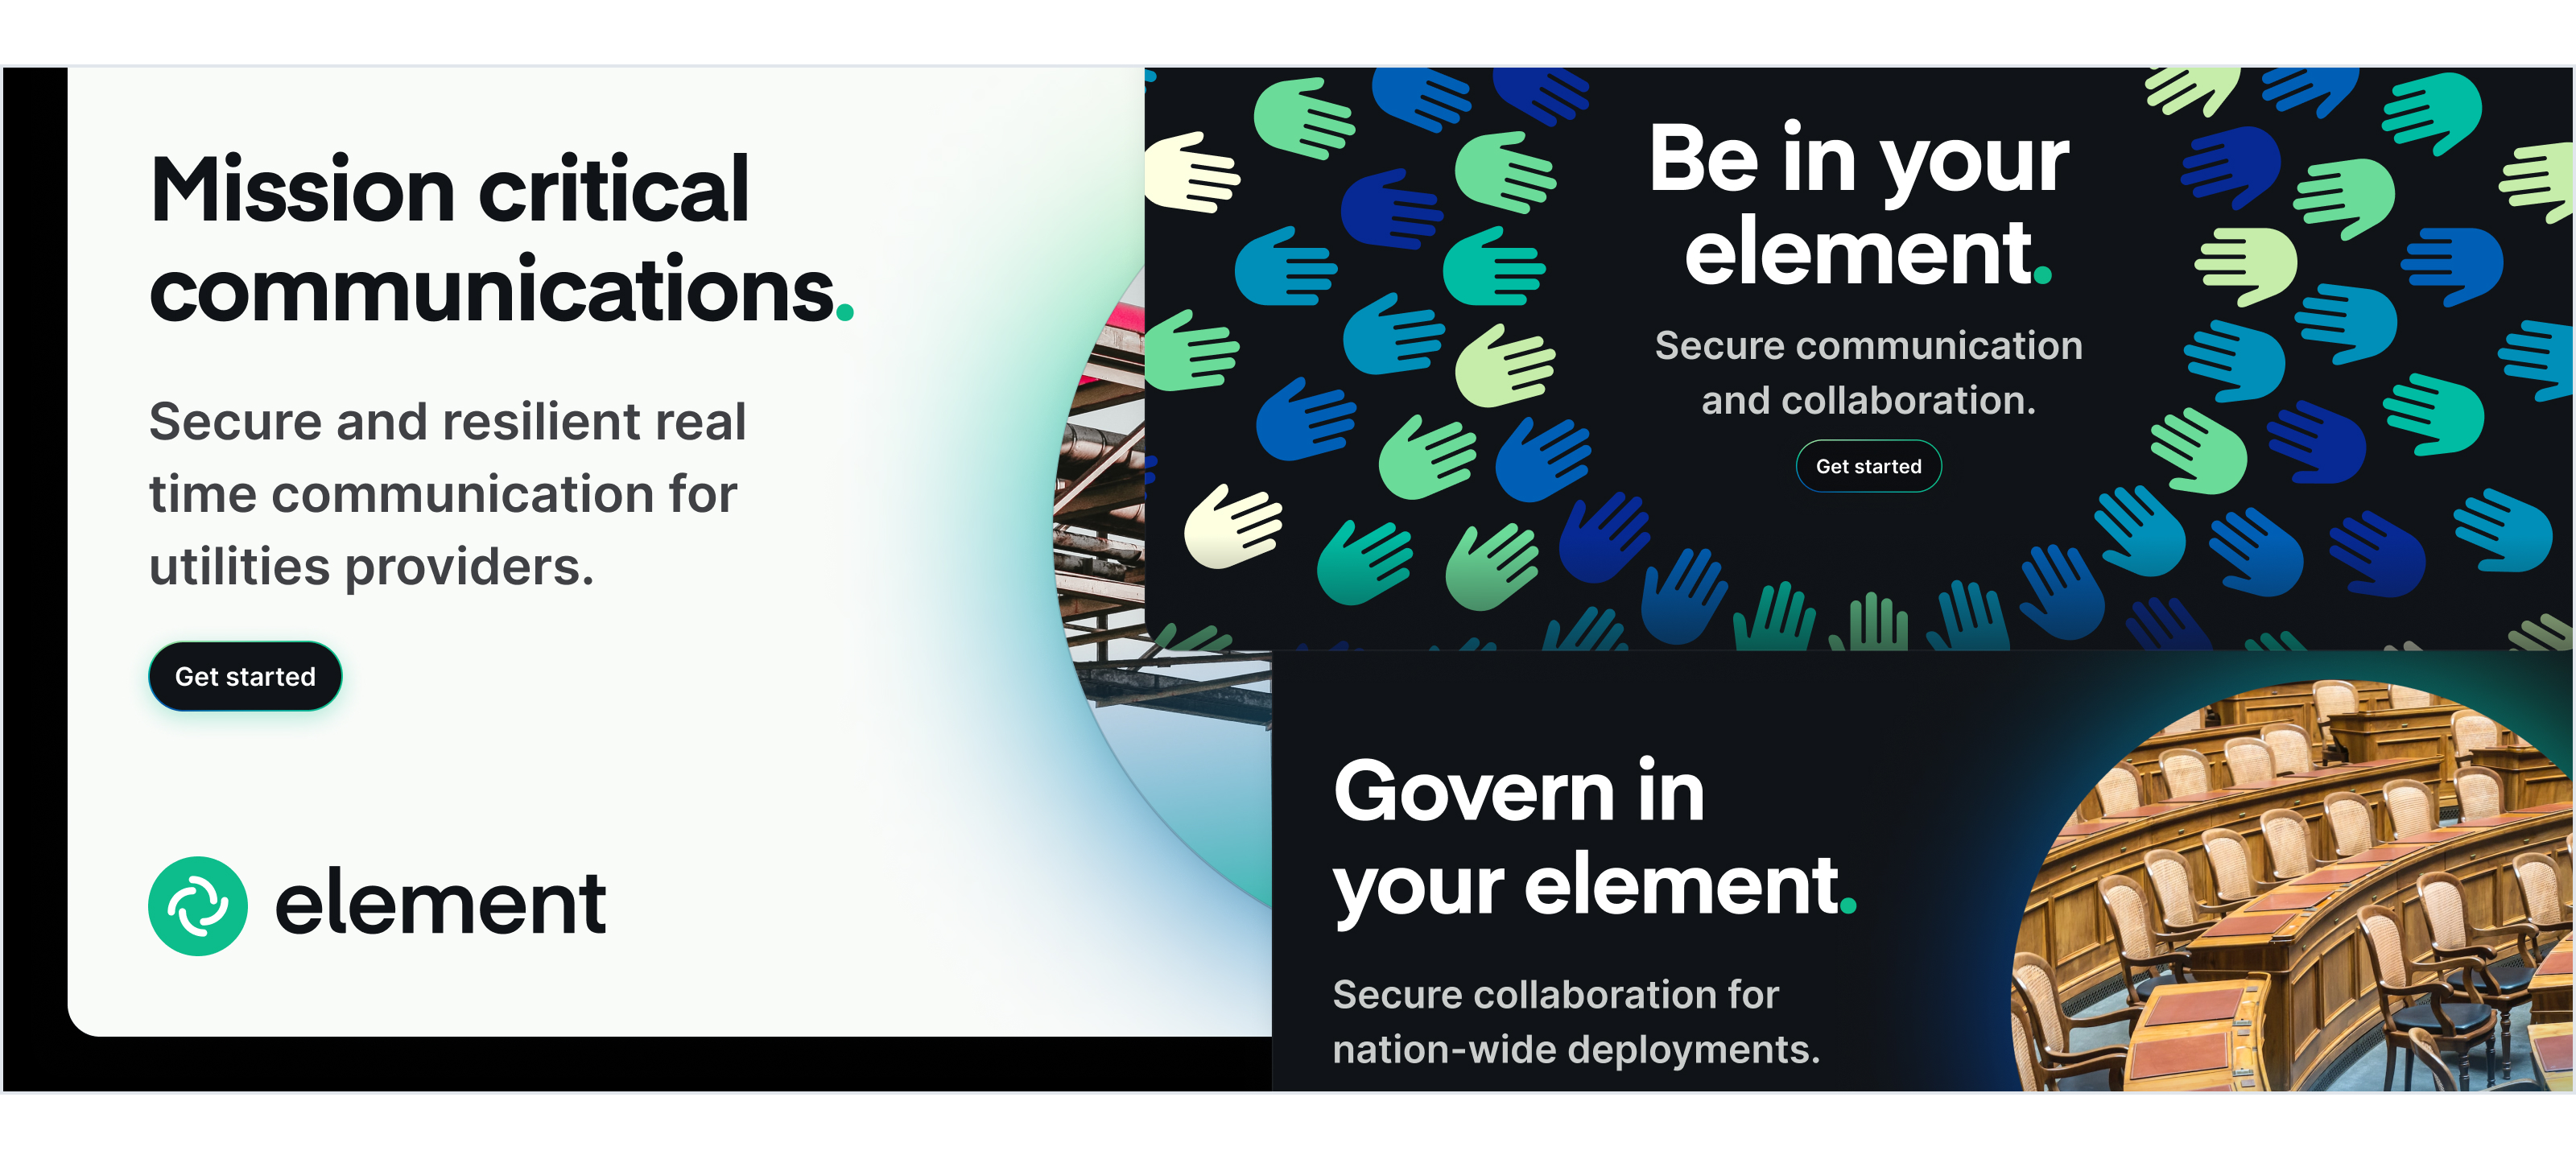 Mission critical
communications.
Secure and resilient real
time communication for
utilities providers.
Get started
element
Be in your
element.
Secure communication
and collaboration.
Get started
Govern in
your element.
Secure collaboration for
nation-wide deployments.